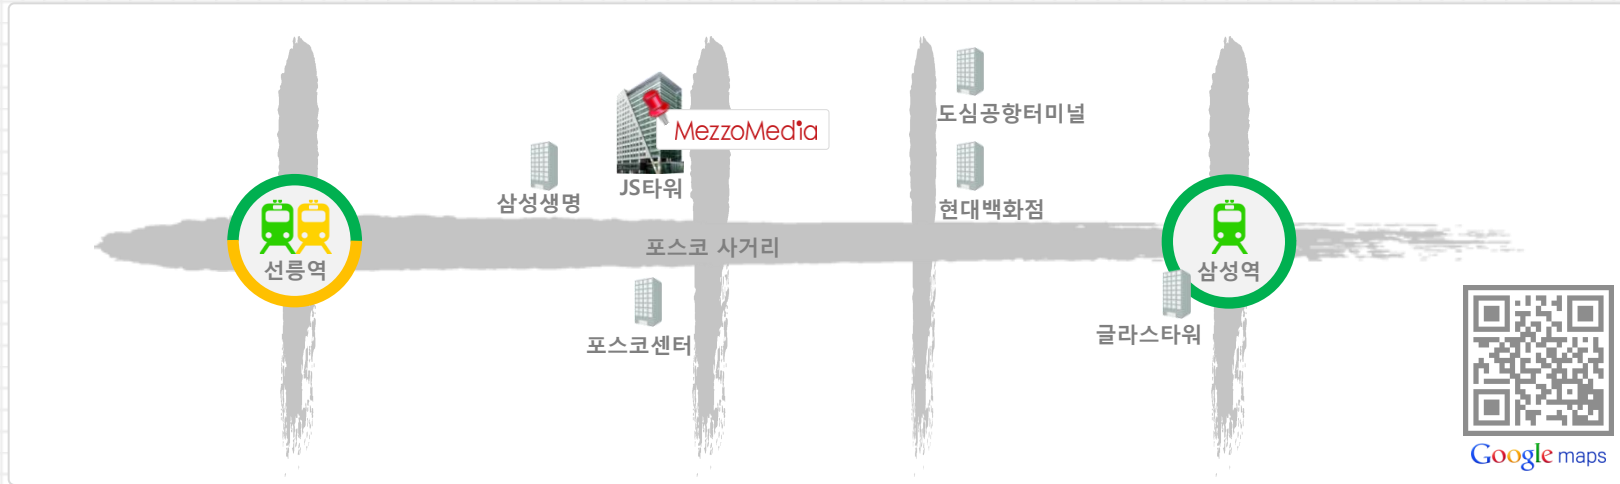 도심공항터미널
MezzoMedia
JS타워
삼성생명
현대백화점
포스코 사거리
선릉역
삼성역
포스코센터
글라스타워
Google maps